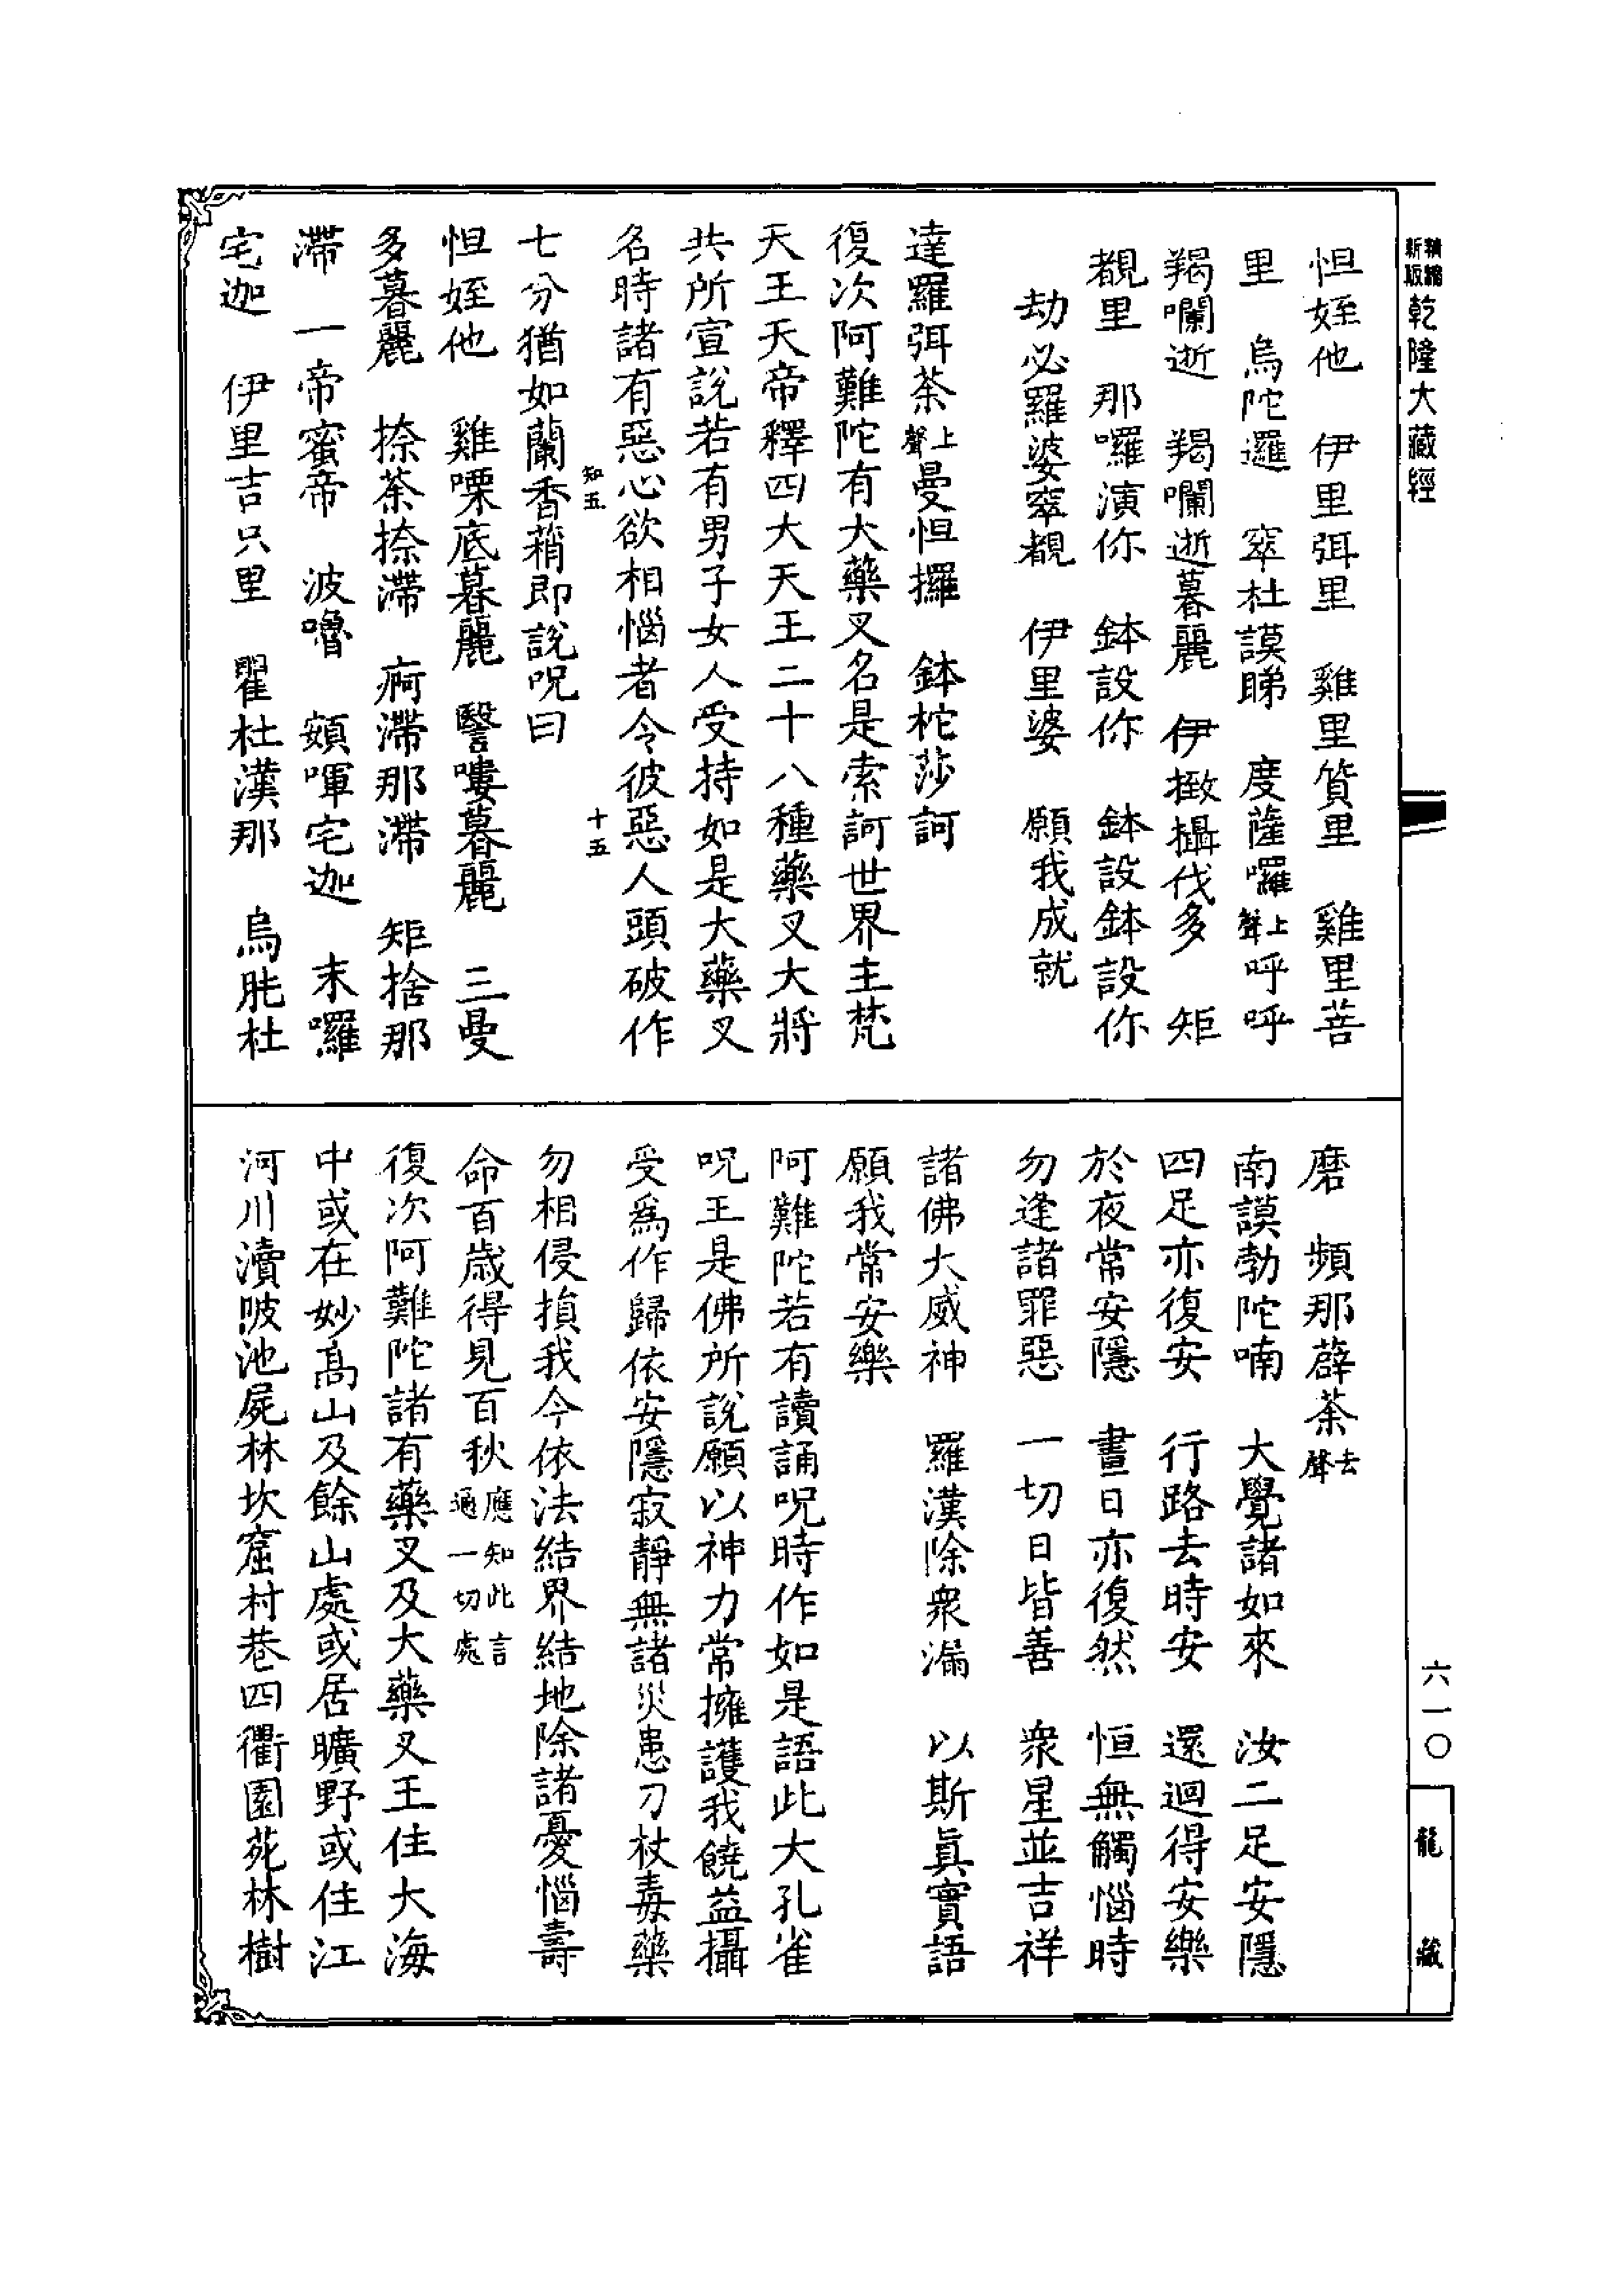 新版 精縮 乾隆大藏經
怛姪他　伊里弭里　雞里質里　雞里菩
里　烏陀邏　窣杜謨睇　度薩囉上聲呼呼
羯囒逝　羯囒逝暮麗　伊㨖攝伐多　矩
覩里　那囉演你　鉢設你　鉢設鉢設你
劫必羅婆窣覩　伊里婆　願我成就
達羅弭荼上聲曼怛攞　鉢柁莎訶
復次阿難陀有大藥叉名是索訶世界主梵
天王天帝釋四大天王二十八種藥叉大將
共所宣說若有男子女人受持如是大藥叉
名時諸有惡心欲相惱者令彼惡人頭破作
知五　十五
七分猶如蘭香䅹即說呪曰
怛姪他　雞㗚底暮麗　瑿嘍暮麗　三曼
多暮麗　捺荼捺滯　痾滯那滯　矩捨那
滯　一帝蜜帝　波嚕　頞㖶宅迦　末囉
宅迦　伊里吉只里　瞿杜漢那　烏䏢杜
磨　頻那薜荼去聲
南謨勃陀喃　大覺諸如來　汝二足安隱
四足亦復安　行路去時安　還迴得安樂
於夜常安隱　晝日亦復然　恒無觸惱時
勿逢諸罪惡　一切日皆善　衆星並吉祥
諸佛大威神　羅漢除衆漏　以斯眞實語
願我常安樂
阿難陀若有讀誦呪時作如是語此大孔雀
呪王是佛所說願以神力常擁護我饒益攝
受爲作歸依安隱寂靜無諸災患刀杖毒藥
勿相侵損我今依法結界結地除諸憂惱壽
命百歲得見百秋應知此言遍一切處
復次阿難陀諸有藥叉及大藥叉王住大海
中或在妙高山及餘山處或居曠野或住江
河川瀆陂池屍林坎窟村巷四衢園苑林樹
六一〇
龍藏